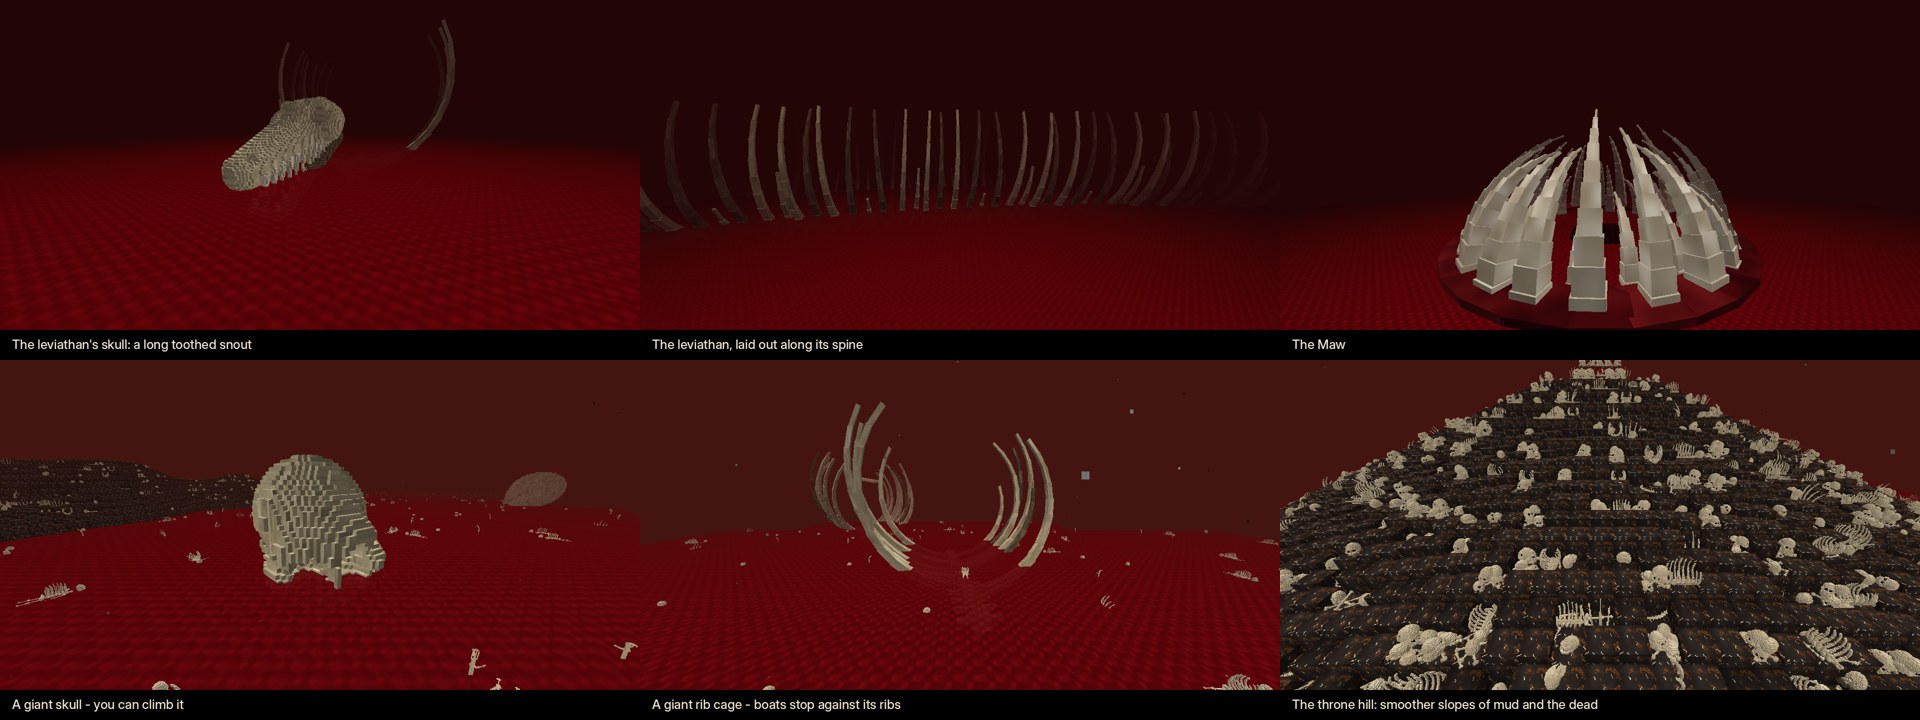 The leviathan's skull: a long toothed snout
The leviathan, laid out along its spine
The Maw
A giant skull - you can climb it
A giant rib cage - boats stop against its ribs
The throne hill: smoother slopes of mud and the dead